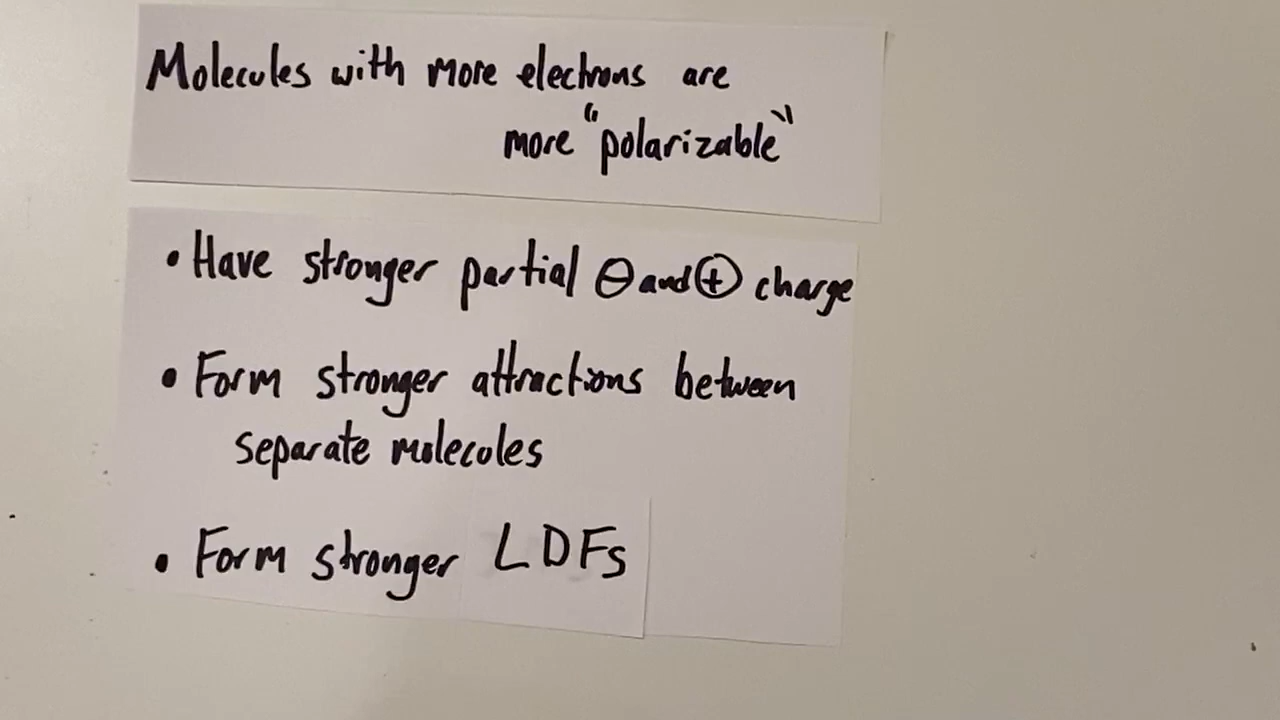 Molecules with more electrons are
more "polarizable"
• Have stronger partial ⊖ and ⊕ charge
• Form stronger attractions between
separate molecules
• Form stronger LDFs